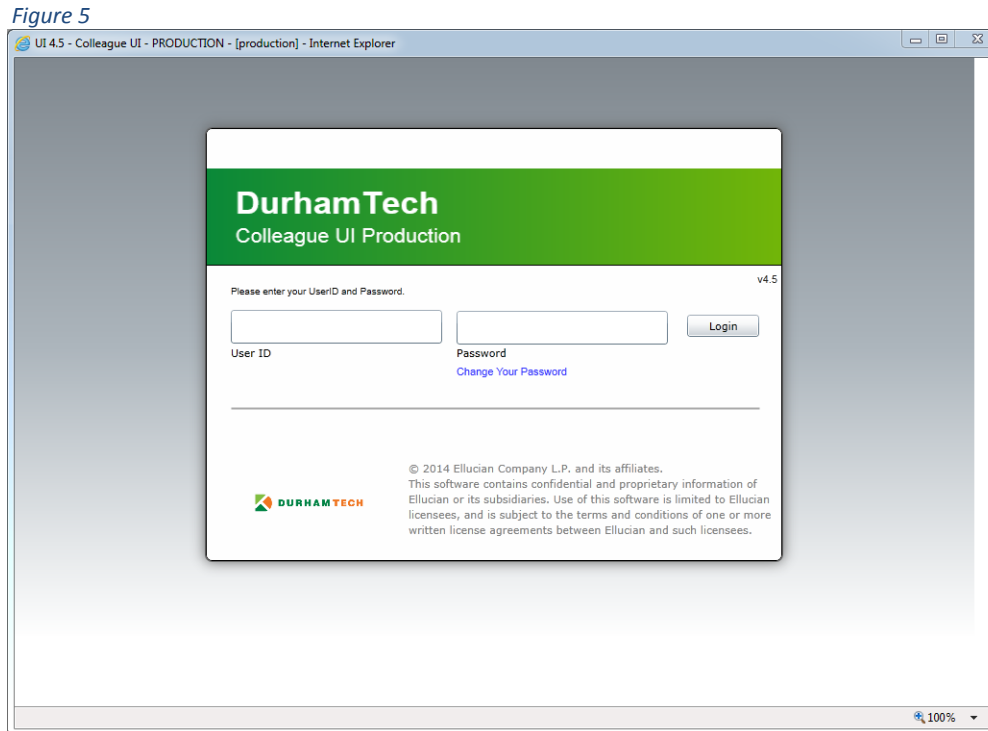 Figure 5
UI 4.5 - Colleague UI - PRODUCTION - [production] - Internet Explorer
DurhamTech
Colleague UI Production
v4.5
Please enter your UserID and Password.
Login
User ID
Password
Change Your Password
© 2014 Ellucian Company L.P. and its affiliates.
This software contains confidential and proprietary information of
Ellucian or its subsidiaries. Use of this software is limited to Ellucian
licensees, and is subject to the terms and conditions of one or more
written license agreements between Ellucian and such licensees.
DURHAMTECH
100%